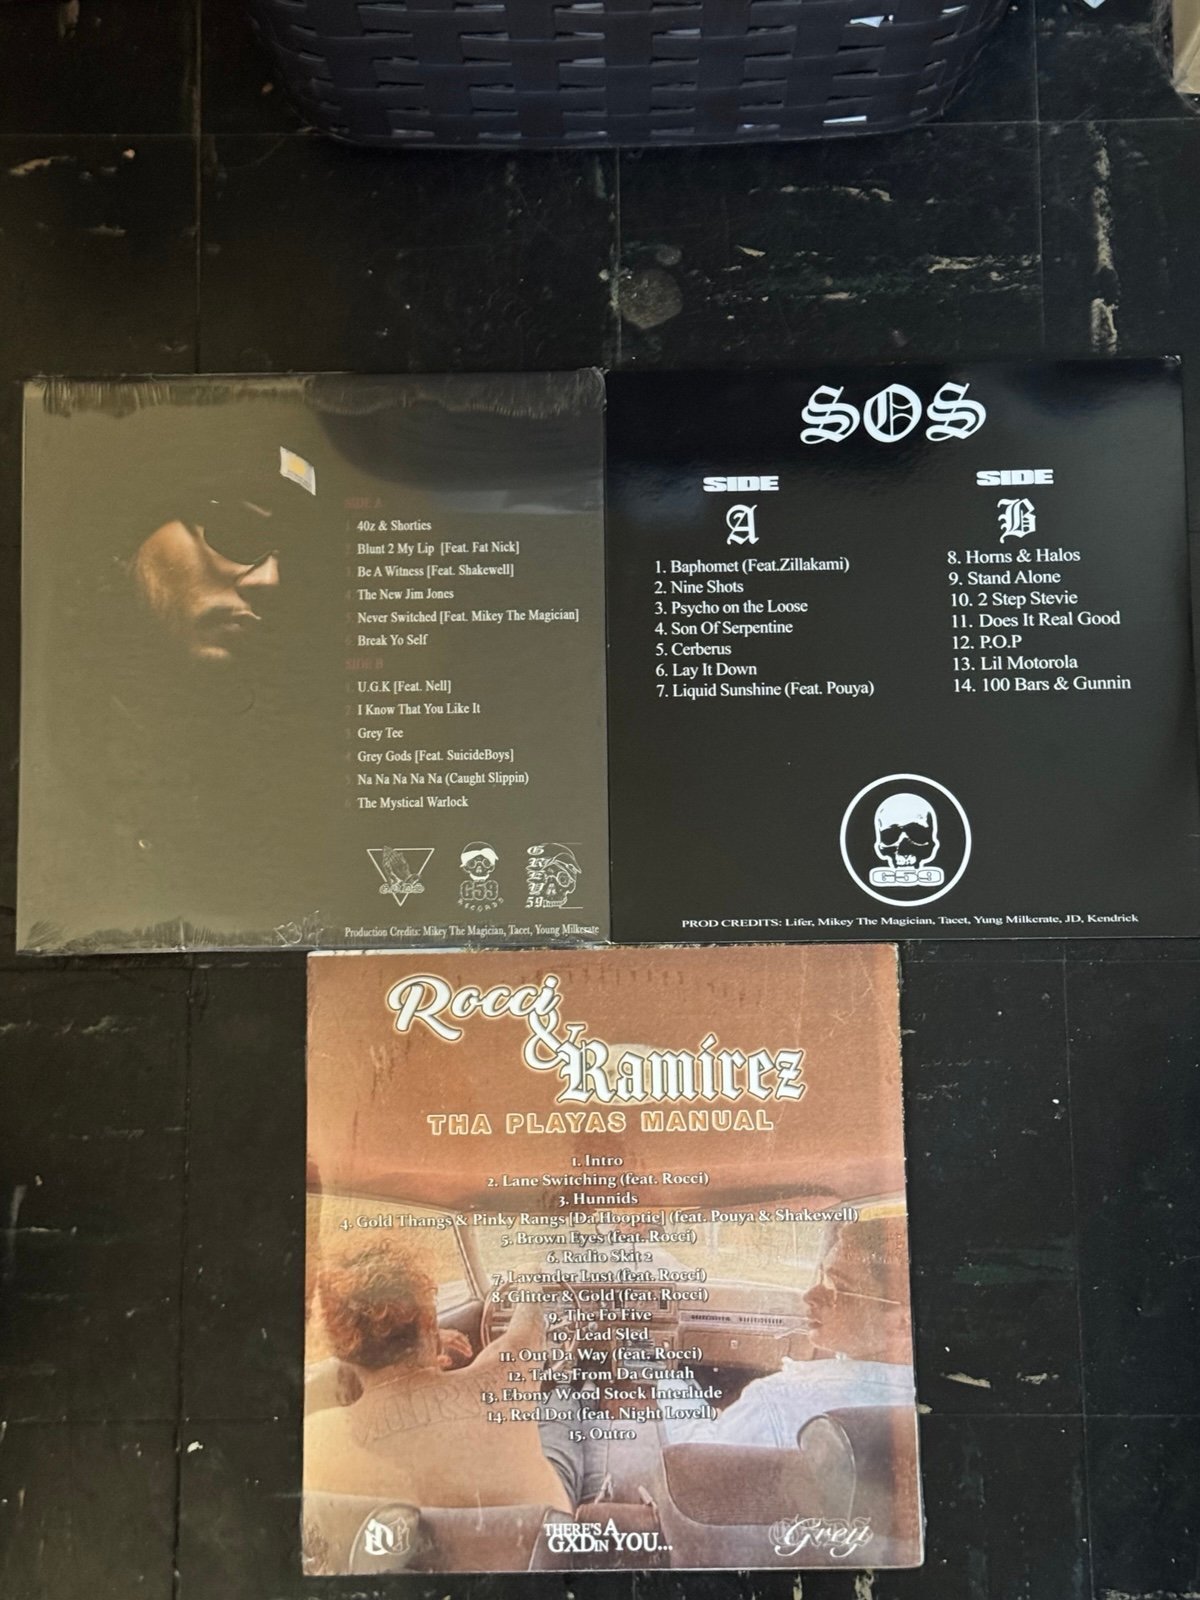 SIDE A
40z & Shorties
Blunt 2 My Lip [Feat. Fat Nick]
Be A Witness [Feat. Shakewell]
The New Jim Jones
Never Switched [Feat. Mikey The Magician]
Break Yo Self
SIDE B
U.G.K [Feat. Nell]
I Know That You Like It
Grey Tee
Grey Gods [Feat. SuicideBoys]
Na Na Na Na Na (Caught Slippin)
The Mystical Warlock
G59
RECORDS
GREY
59
Production Credits: Mikey The Magician, Tacet, Young Milkcrate
SOS
SIDE
A
1. Baphomet (Feat.Zillakami)
2. Nine Shots
3. Psycho on the Loose
4. Son Of Serpentine
5. Cerberus
6. Lay It Down
7. Liquid Sunshine (Feat. Pouya)
SIDE
B
8. Horns & Halos
9. Stand Alone
10. 2 Step Stevie
11. Does It Real Good
12. P.O.P
13. Lil Motorola
14. 100 Bars & Gunnin
G59
PROD CREDITS: Lifer, Mikey The Magician, Tacet, Yung Milkcrate, JD, Kendrick
Rocci
&
Ramirez
THA PLAYAS MANUAL
1. Intro
2. Lane Switching (feat. Rocci)
3. Hunnids
4. Gold Thangs & Pinky Rangs [Da Hooptie] (feat. Pouya & Shakewell)
5. Brown Eyes (feat. Rocci)
6. Radio Skit 2
7. Lavender Lust (feat. Rocci)
8. Glitter & Gold (feat. Rocci)
9. The Fo Five
10. Lead Sled
11. Out Da Way (feat. Rocci)
12. Tales From Da Guttah
13. Ebony Wood Stock Interlude
14. Red Dot (feat. Night Lovell)
15. Outro
THERE'S A
GXD IN YOU...
Grey